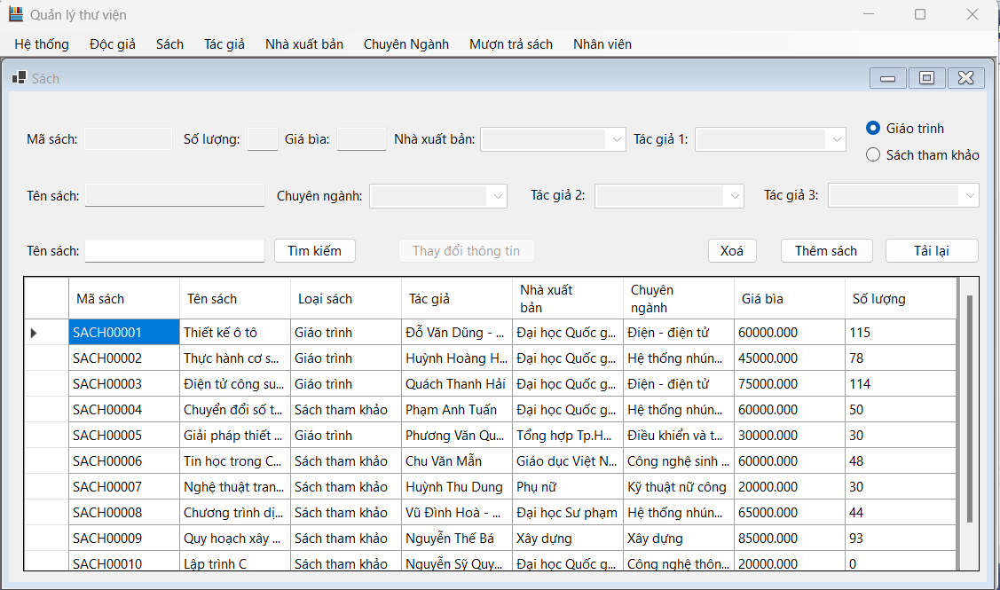 Quản lý thư viện
Hệ thống Độc giả Sách Tác giả Nhà xuất bản Chuyên Ngành Mượn trả sách Nhân viên
Sách
Mã sách: Số lượng: Giá bìa: Nhà xuất bản: Tác giả 1: Giáo trình
Sách tham khảo
Tên sách: Chuyên ngành: Tác giả 2: Tác giả 3:
Tên sách: Tìm kiếm Thay đổi thông tin Xoá Thêm sách Tải lại
Mã sách Tên sách Loại sách Tác giả Nhà xuất bản Chuyên ngành Giá bìa Số lượng
SACH00001 Thiết kế ô tô Giáo trình Đỗ Văn Dũng - ... Đại học Quốc g... Điện - điện tử 60000.000 115
SACH00002 Thực hành cơ s... Giáo trình Huỳnh Hoàng H... Đại học Quốc g... Hệ thống nhún... 45000.000 78
SACH00003 Điện tử công su... Giáo trình Quách Thanh Hải Đại học Quốc g... Điện - điện tử 75000.000 114
SACH00004 Chuyển đổi số t... Sách tham khảo Phạm Anh Tuấn Đại học Quốc g... Hệ thống nhún... 60000.000 50
SACH00005 Giải pháp thiết ... Giáo trình Phương Văn Qu... Tổng hợp Tp.H... Điều khiển và t... 30000.000 30
SACH00006 Tin học trong C... Sách tham khảo Chu Văn Mẫn Giáo dục Việt N... Công nghệ sinh ... 60000.000 48
SACH00007 Nghệ thuật tran... Sách tham khảo Huỳnh Thu Dung Phụ nữ Kỹ thuật nữ công 20000.000 30
SACH00008 Chương trình dị... Sách tham khảo Vũ Đình Hoà - ... Đại học Sư phạm Hệ thống nhún... 65000.000 44
SACH00009 Quy hoạch xây ... Sách tham khảo Nguyễn Thế Bá Xây dựng Xây dựng 85000.000 93
SACH00010 Lập trình C Sách tham khảo Nguyễn Sỹ Quy... Đại học Quốc g... Công nghệ thôn... 20000.000 0